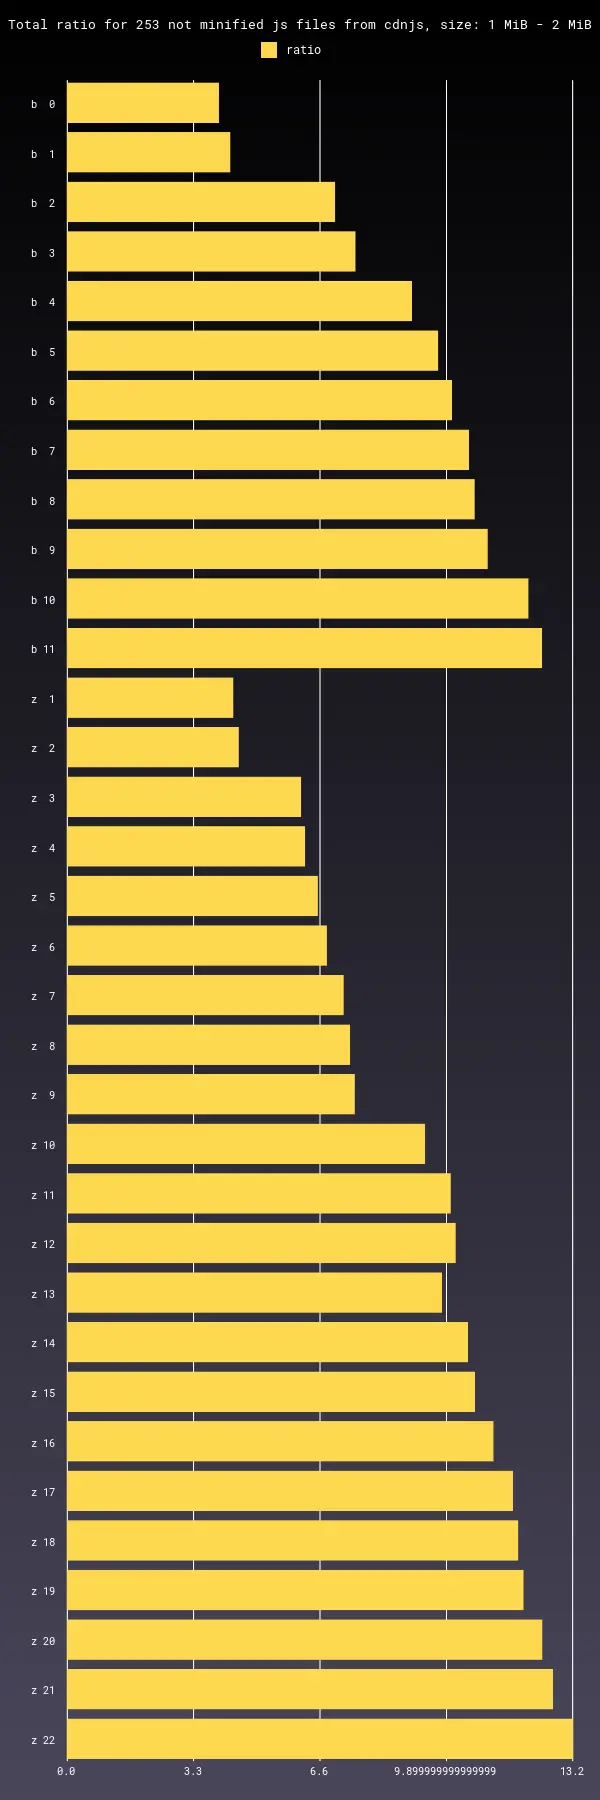 Total ratio for 253 not minified js files from cdnjs, size: 1 MiB - 2 MiB
ratio
b 0
b 1
b 2
b 3
b 4
b 5
b 6
b 7
b 8
b 9
b 10
b 11
z 1
z 2
z 3
z 4
z 5
z 6
z 7
z 8
z 9
z 10
z 11
z 12
z 13
z 14
z 15
z 16
z 17
z 18
z 19
z 20
z 21
z 22
0.0 3.3 6.6 9.899999999999999 13.2